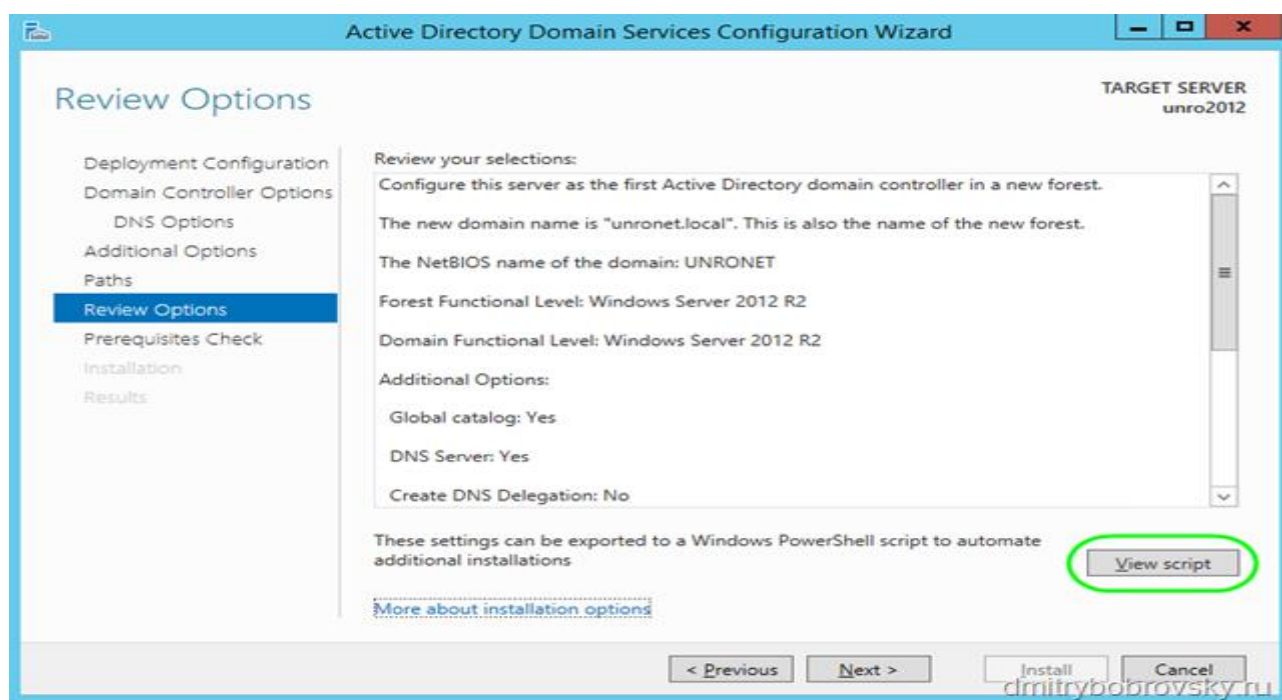 Active Directory Domain Services Configuration Wizard
Review Options
TARGET SERVER
unro2012
Deployment Configuration
Domain Controller Options
DNS Options
Additional Options
Paths
Review Options
Prerequisites Check
Installation
Results
Review your selections:
Configure this server as the first Active Directory domain controller in a new forest.
The new domain name is "unronet.local". This is also the name of the new forest.
The NetBIOS name of the domain: UNRONET
Forest Functional Level: Windows Server 2012 R2
Domain Functional Level: Windows Server 2012 R2
Additional Options:
Global catalog: Yes
DNS Server: Yes
Create DNS Delegation: No
These settings can be exported to a Windows PowerShell script to automate
additional installations
View script
More about installation options
< Previous
Next >
Install
Cancel
dmitrybobrovsky.ru